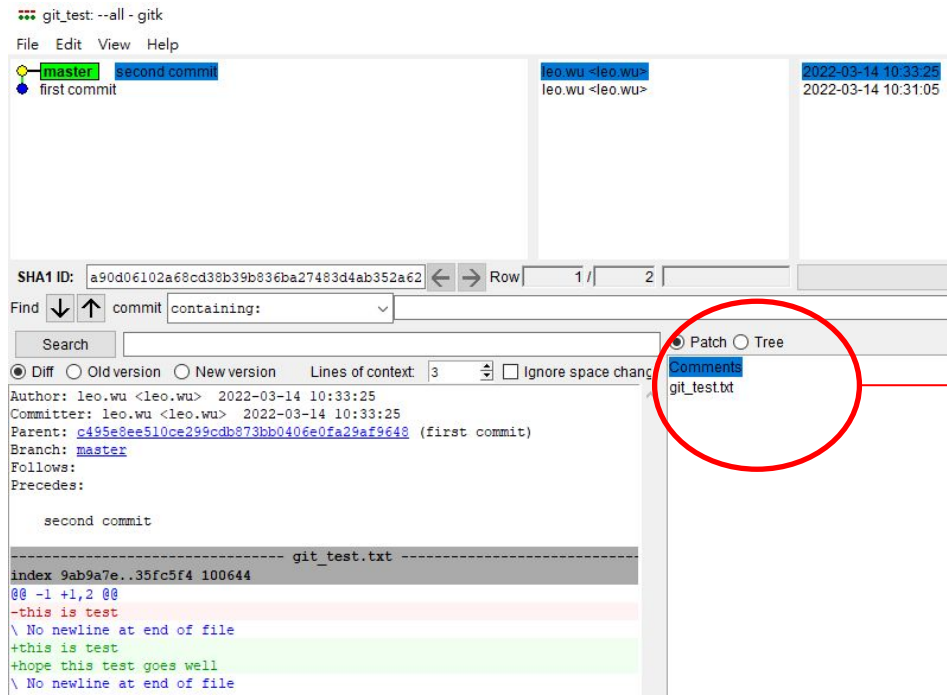 git_test: --all - gitk
File Edit View Help
master second commit leo.wu <leo.wu> 2022-03-14 10:33:25
first commit leo.wu <leo.wu> 2022-03-14 10:31:05
SHA1 ID: a90d06102a68cd38b39b836ba27483d4ab352a62 Row 1 / 2
Find commit containing:
Search
Patch Tree
Diff Old version New version Lines of context: 3 Ignore space chang
Comments
git_test.txt
Author: leo.wu <leo.wu> 2022-03-14 10:33:25
Committer: leo.wu <leo.wu> 2022-03-14 10:33:25
Parent: c495e8ee510ce299cdb873bb0406e0fa29af9648 (first commit)
Branch: master
Follows:
Precedes:
second commit
-------------------------------- git_test.txt ----------------------------
index 9ab9a7e..35fc5f4 100644
@@ -1 +1,2 @@
-this is test
\ No newline at end of file
+this is test
+hope this test goes well
\ No newline at end of file